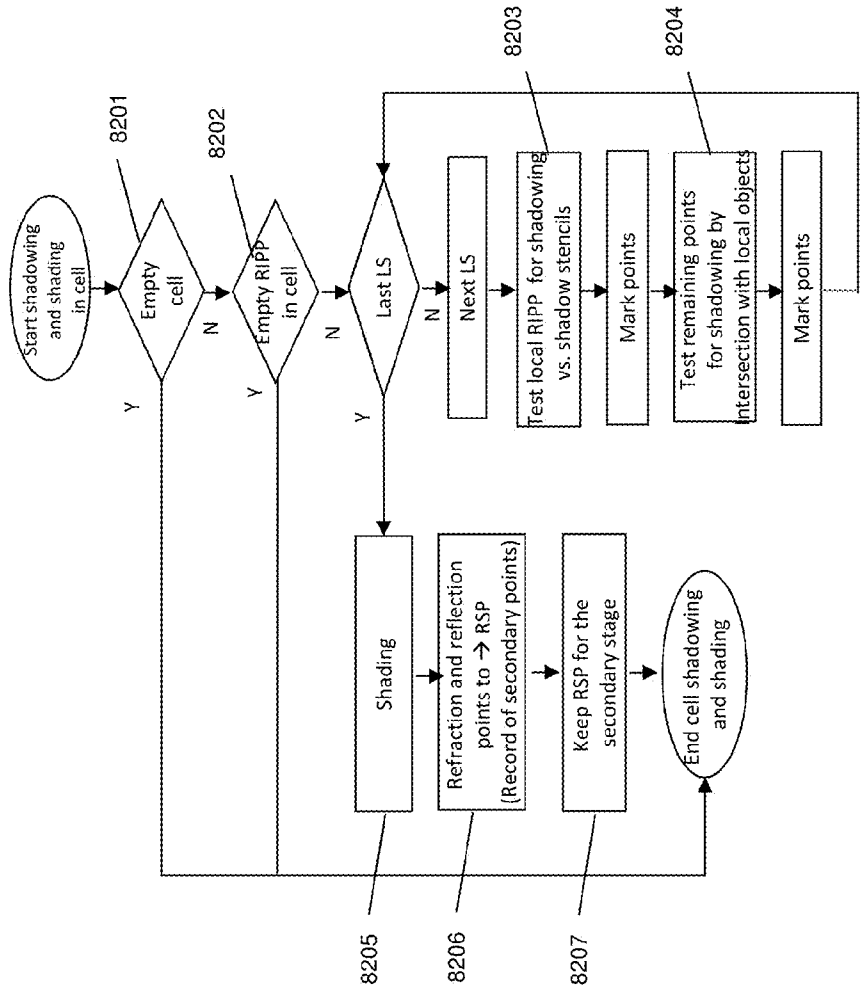 Start shadowing
and shading
in cell
8201
Empty
cell
Y
N
8202
Empty RIPP
in cell
Y
N
Last LS
Y
N
Next LS
8203
Test local RIPP for shadowing
vs. shadow stencils
Mark points
8204
Test remaining points
for shadowing by
Intersection with local objects
Mark points
Shading
8205
Refraction and reflection
points to → RSP
(Record of secondary points)
8206
Keep RSP for the
secondary stage
8207
End cell shadowing
and shading